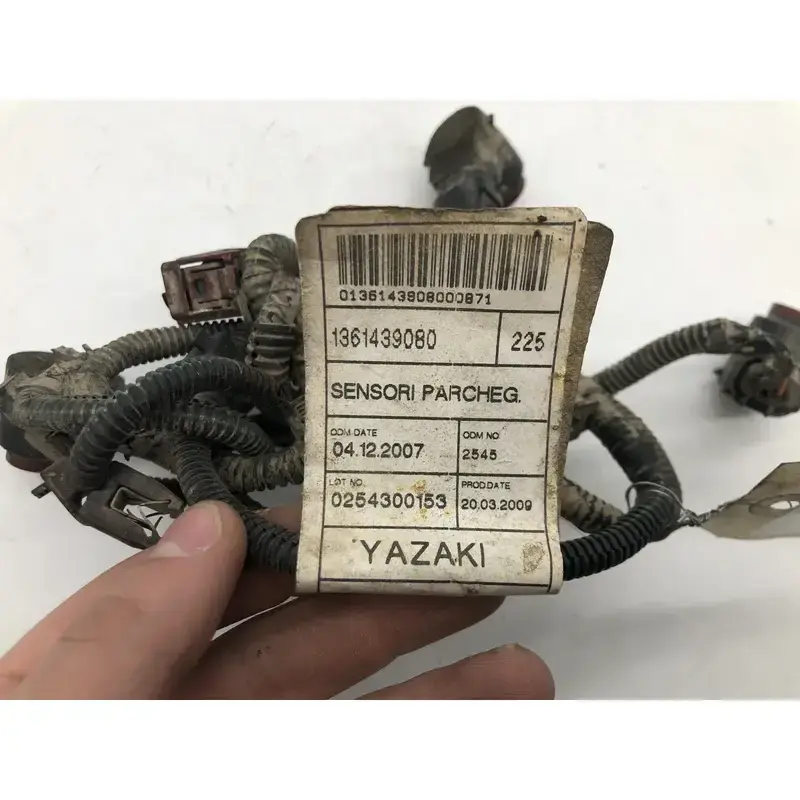 0136143908000871
1361439080 225
SENSORI PARCHEG.
ODM DATE ODM NO
04.12.2007 2545
LOT NO. PROD.DATE
0254300153 20.03.2009
YAZAKI